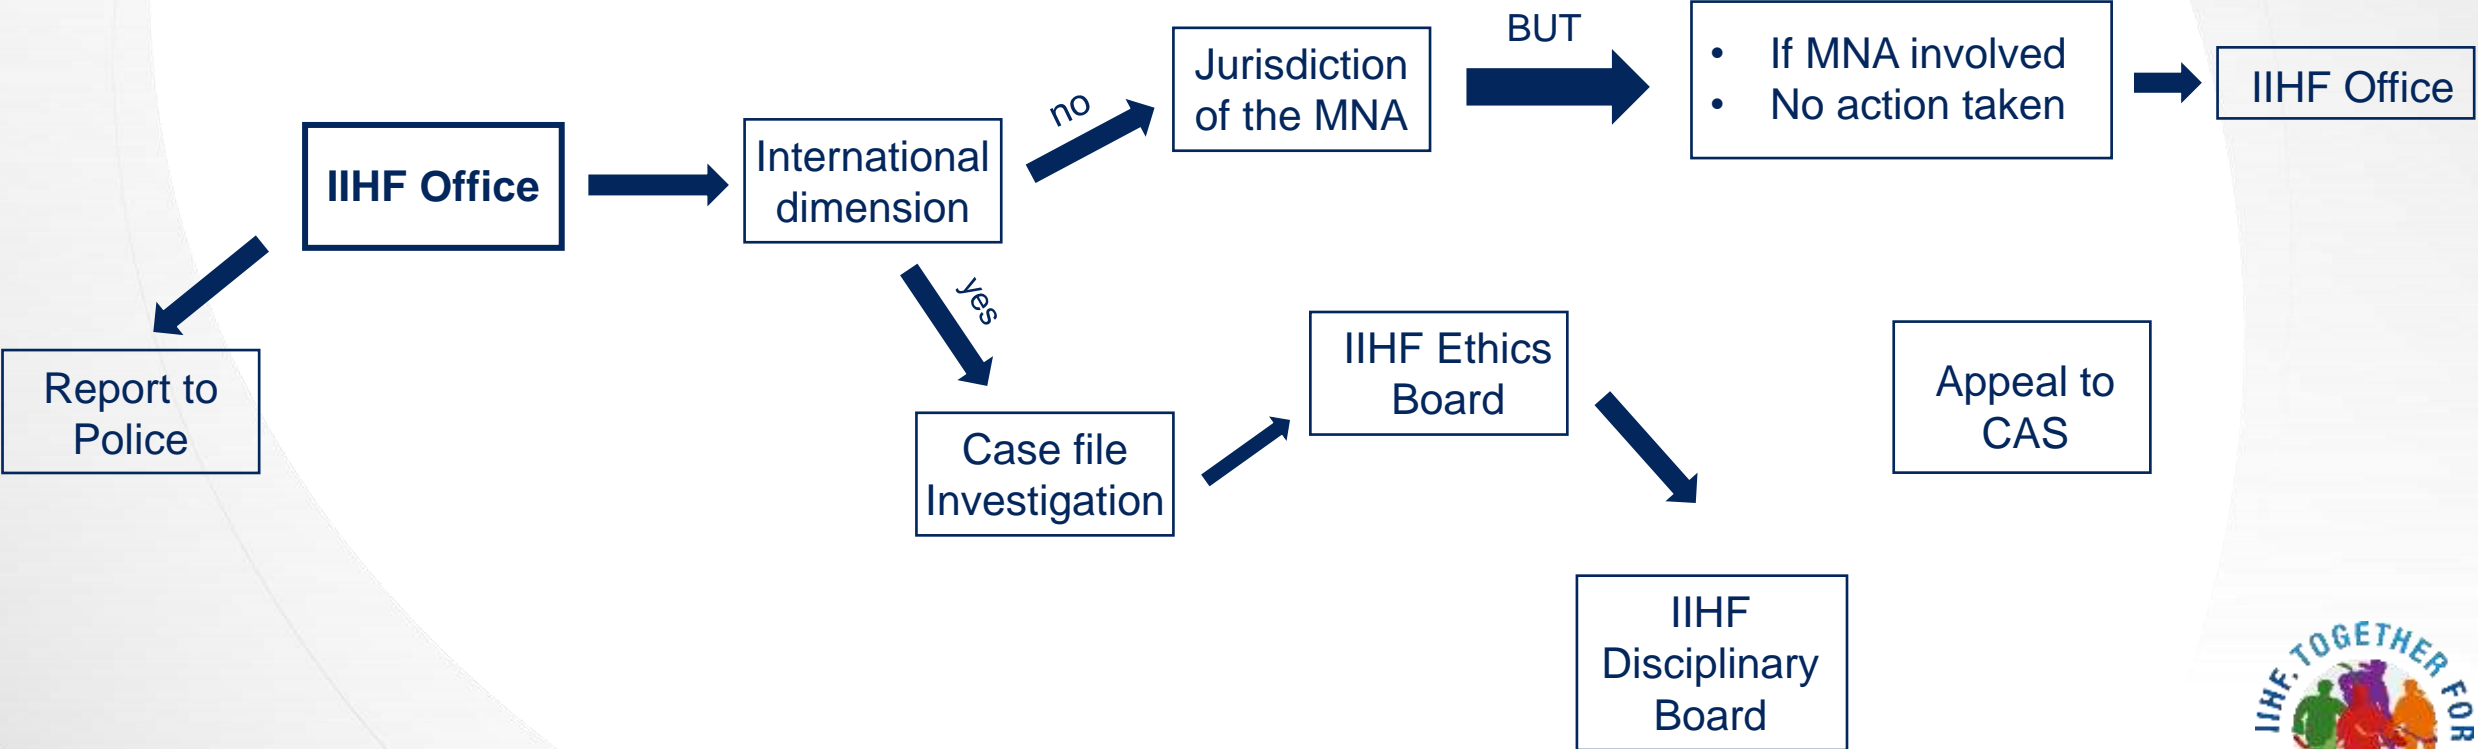 BUT
• If MNA involved
• No action taken
IIHF Office
Jurisdiction
of the MNA
no
International
dimension
IIHF Office
yes
Report to
Police
Case file
Investigation
IIHF Ethics
Board
Appeal to
CAS
IIHF
Disciplinary
Board
IIHF. TOGETHER FOR